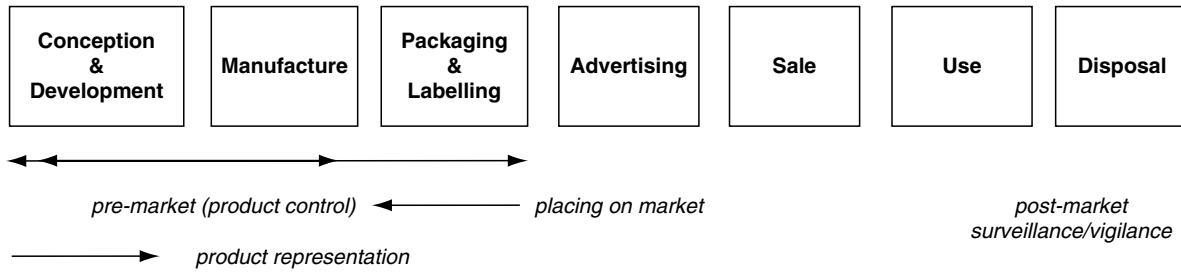 Conception
&
Development
Manufacture
Packaging
&
Labelling
Advertising
Sale
Use
Disposal
pre-market (product control)
placing on market
post-market
surveillance/vigilance
product representation